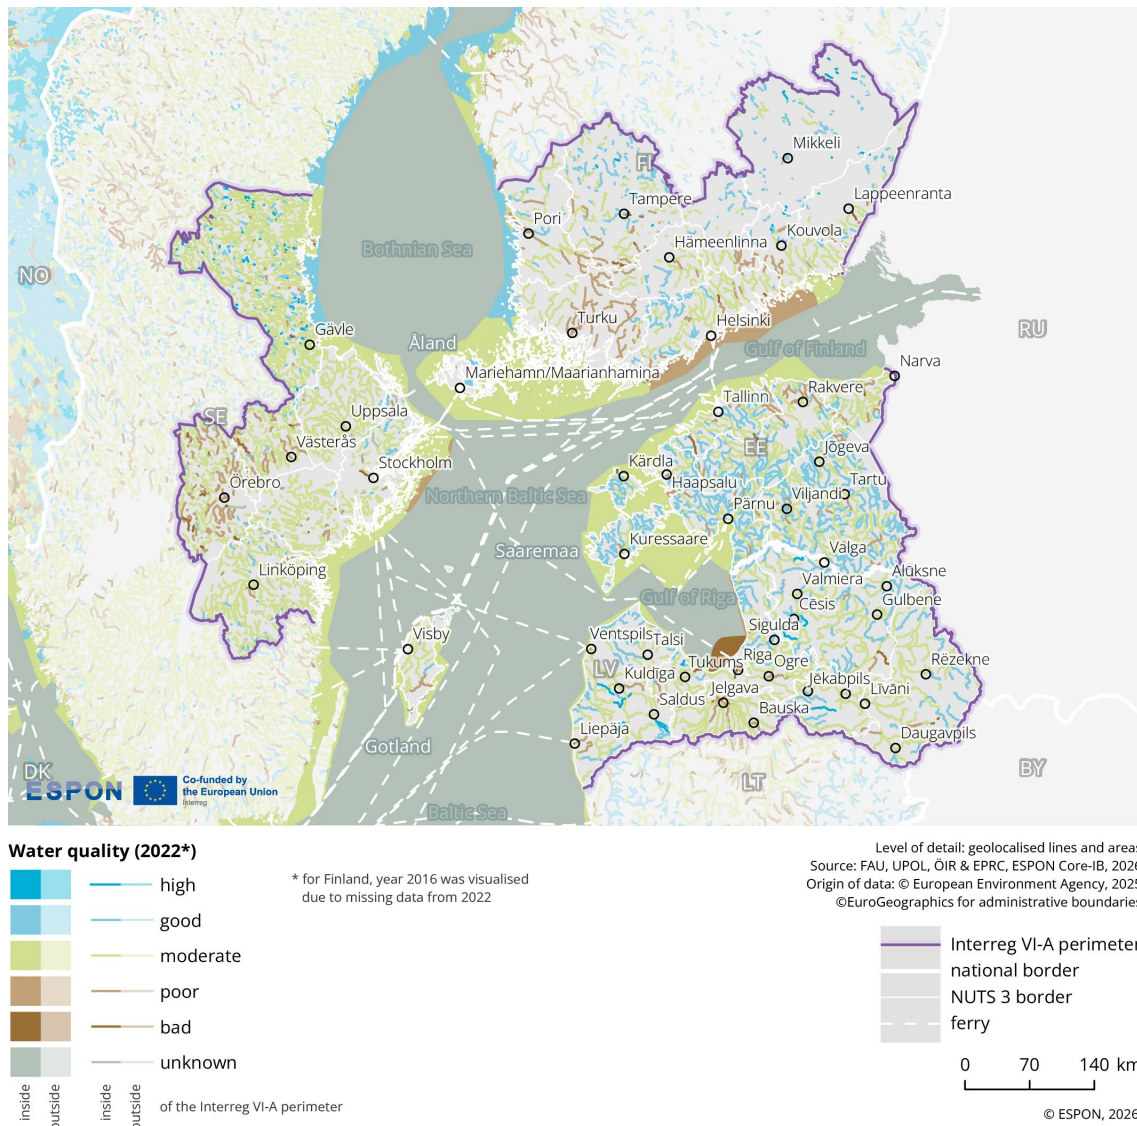 Mikkeli
FI
Lappeenranta
Tampere
Pori
Kouvola
Hämeenlinna
Bothnian Sea
NO
Turku
Helsinki
Gävle
RU
Åland
Gulf of Finland
Narva
Mariehamn/Maarianhamina
Rakvere
Tallinn
SE
Uppsala
Västerås
EE
Jõgeva
Stockholm
Kärdla
Örebro
Haapsalu
Tartu
Northern Baltic Sea
Viljandi
Pärnu
Kuressaare
Saaremaa
Valga
Linköping
Alūksne
Valmiera
Gulf of Riga
Cēsis
Gulbene
Sigulda
Visby
Ventspils
Talsi
Riga
Ogre
Rēzekne
LV
Tukums
Kuldīga
Jēkabpils
Līvāni
Jelgava
Saldus
Bauska
Liepāja
Daugavpils
Gotland
DK
LT
BY
ESPON
Co-funded by
the European Union
Interreg
Baltic Sea
Water quality (2022*)
high
good
moderate
poor
bad
unknown
inside
outside
inside
outside
of the Interreg VI-A perimeter
* for Finland, year 2016 was visualised
due to missing data from 2022
Level of detail: geolocalised lines and areas
Source: FAU, UPOL, ÖIR & EPRC, ESPON Core-IB, 2026
Origin of data: © European Environment Agency, 2025
©EuroGeographics for administrative boundaries
Interreg VI-A perimeter
national border
NUTS 3 border
ferry
0 70 140 km
© ESPON, 2026